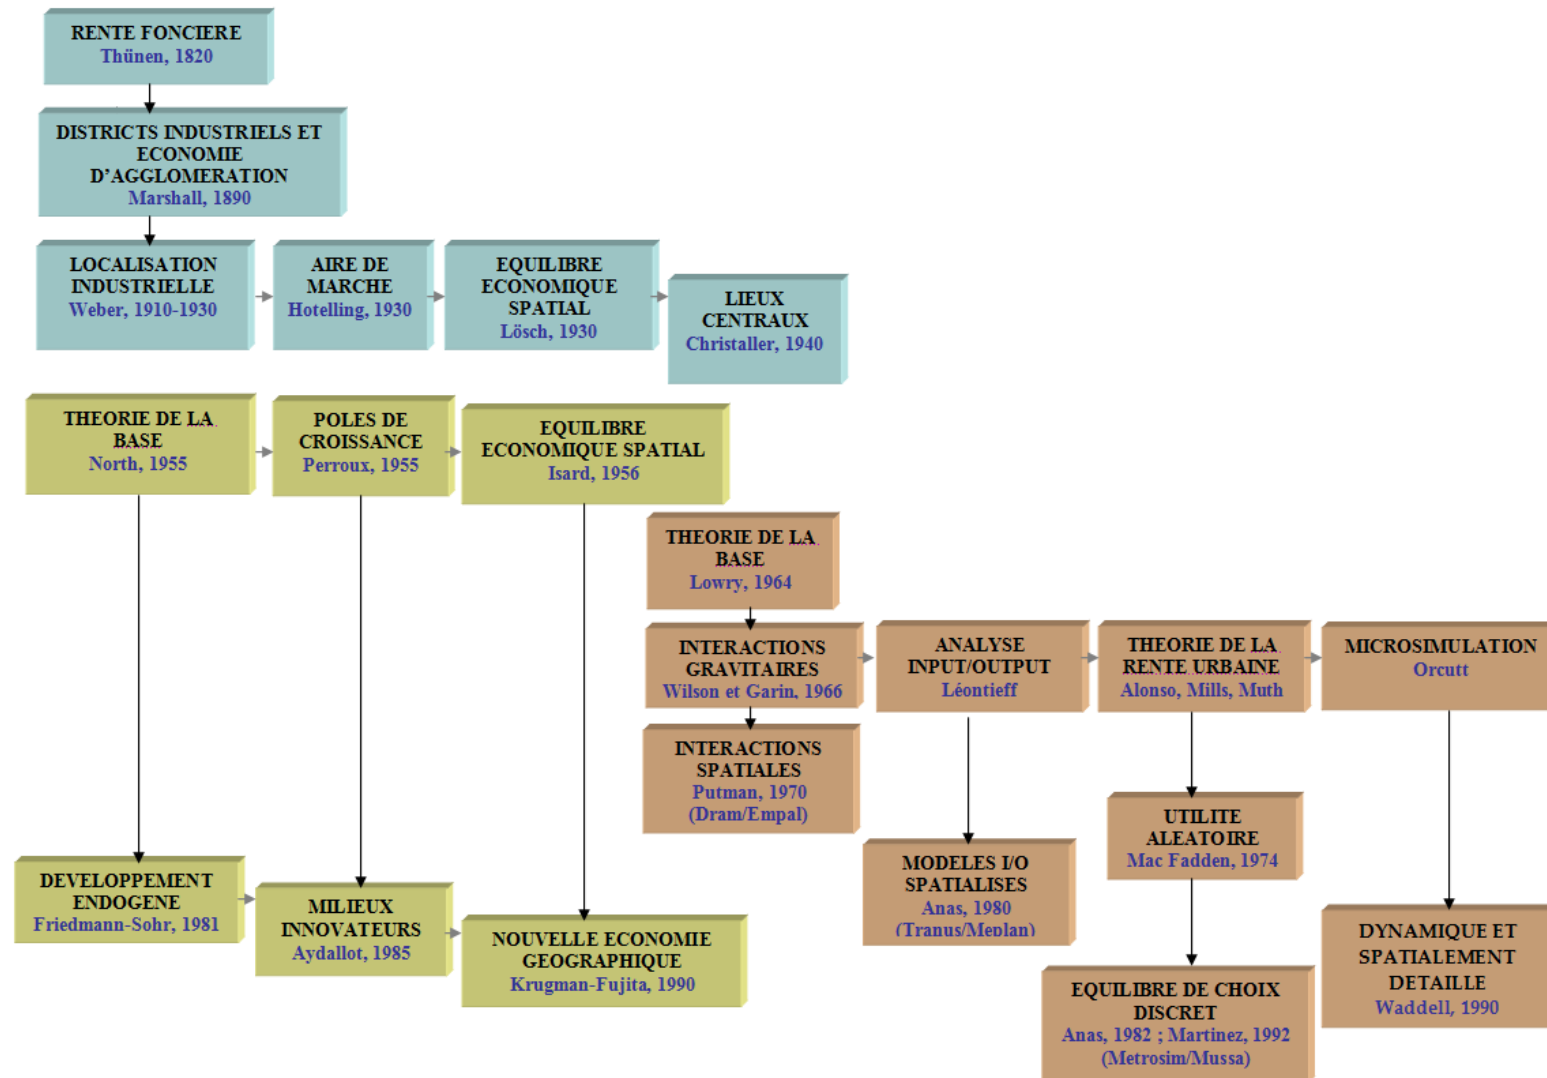 RENTE FONCIERE
Thünen, 1820
DISTRICTS INDUSTRIELS ET
ECONOMIE
D'AGGLOMERATION
Marshall, 1890
LOCALISATION
INDUSTRIELLE
Weber, 1910-1930
AIRE DE
MARCHE
Hotelling, 1930
EQUILIBRE
ECONOMIQUE
SPATIAL
Lösch, 1930
LIEUX
CENTRAUX
Christaller, 1940
THEORIE DE LA
BASE
North, 1955
POLES DE
CROISSANCE
Perroux, 1955
EQUILIBRE
ECONOMIQUE SPATIAL
Isard, 1956
THEORIE DE LA
BASE
Lowry, 1964
INTERACTIONS
GRAVITAIRES
Wilson et Garin, 1966
ANALYSE
INPUT/OUTPUT
Léontieff
THEORIE DE LA
RENTE URBAINE
Alonso, Mills, Muth
MICROSIMULATION
Orcutt
INTERACTIONS
SPATIALES
Putman, 1970
(Dram/Empal)
UTILITE
ALEATOIRE
Mac Fadden, 1974
MODELES I/O
SPATIALISES
Anas, 1980
(Tranus/Meplan)
DEVELOPPEMENT
ENDOGENE
Friedmann-Sohr, 1981
MILIEUX
INNOVATEURS
Aydallot, 1985
NOUVELLE ECONOMIE
GEOGRAPHIQUE
Krugman-Fujita, 1990
EQUILIBRE DE CHOIX
DISCRET
Anas, 1982 ; Martinez, 1992
(Metrosim/Mussa)
DYNAMIQUE ET
SPATIALEMENT
DETAILLE
Waddell, 1990